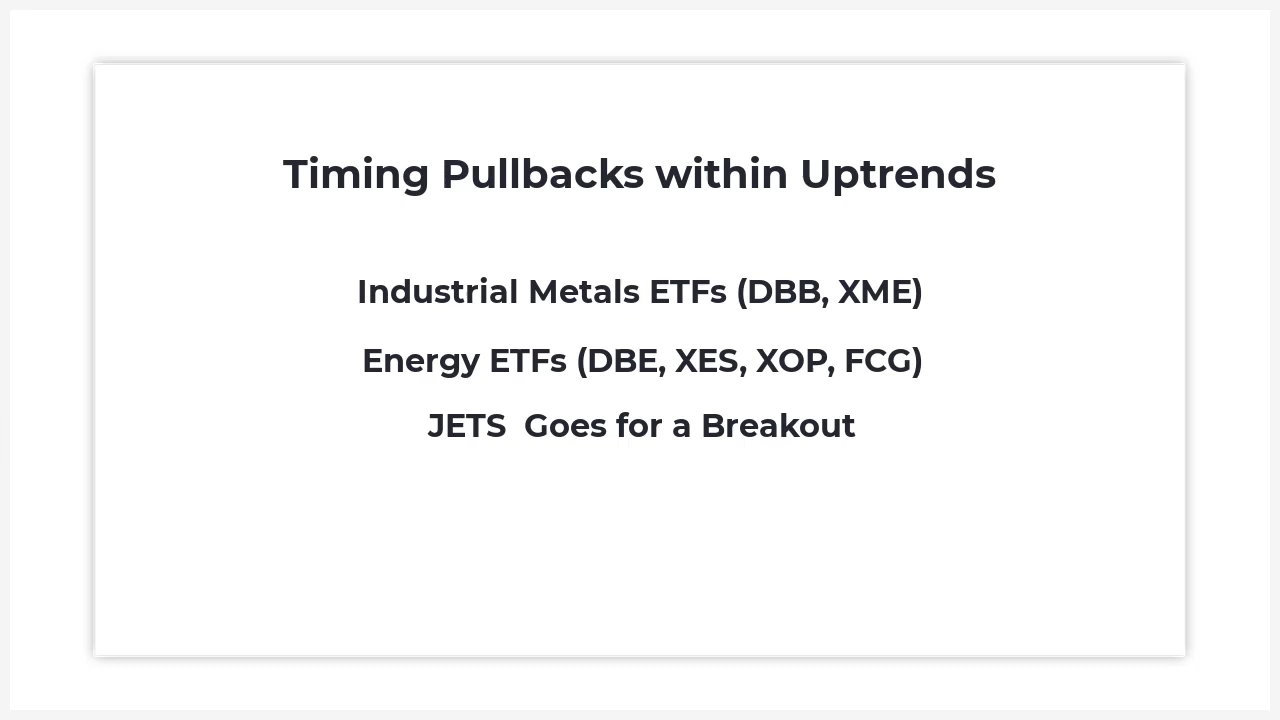 Timing Pullbacks within Uptrends
Industrial Metals ETFs (DBB, XME)
Energy ETFs (DBE, XES, XOP, FCG)
JETS  Goes for a Breakout